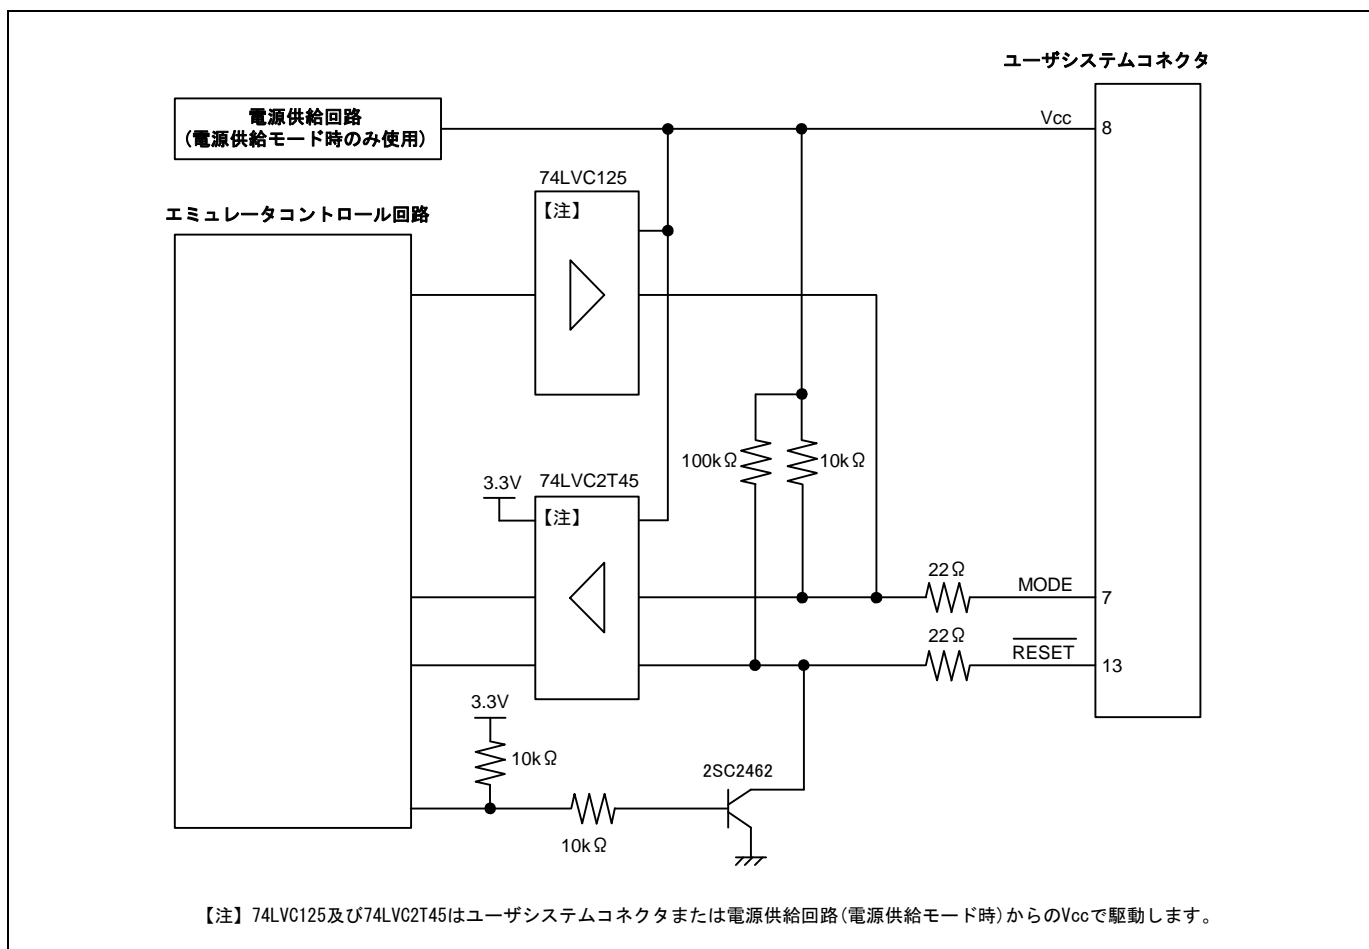 ユーザシステムコネクタ
電源供給回路
(電源供給モード時のみ使用)
Vcc
8
74LVC125
【注】
エミュレータコントロール回路
100kΩ
10kΩ
3.3V
74LVC2T45
【注】
22Ω
MODE
7
22Ω
RESET
13
3.3V
10kΩ
2SC2462
10kΩ
【注】74LVC125及び74LVC2T45はユーザシステムコネクタまたは電源供給回路(電源供給モード時)からのVccで駆動します。